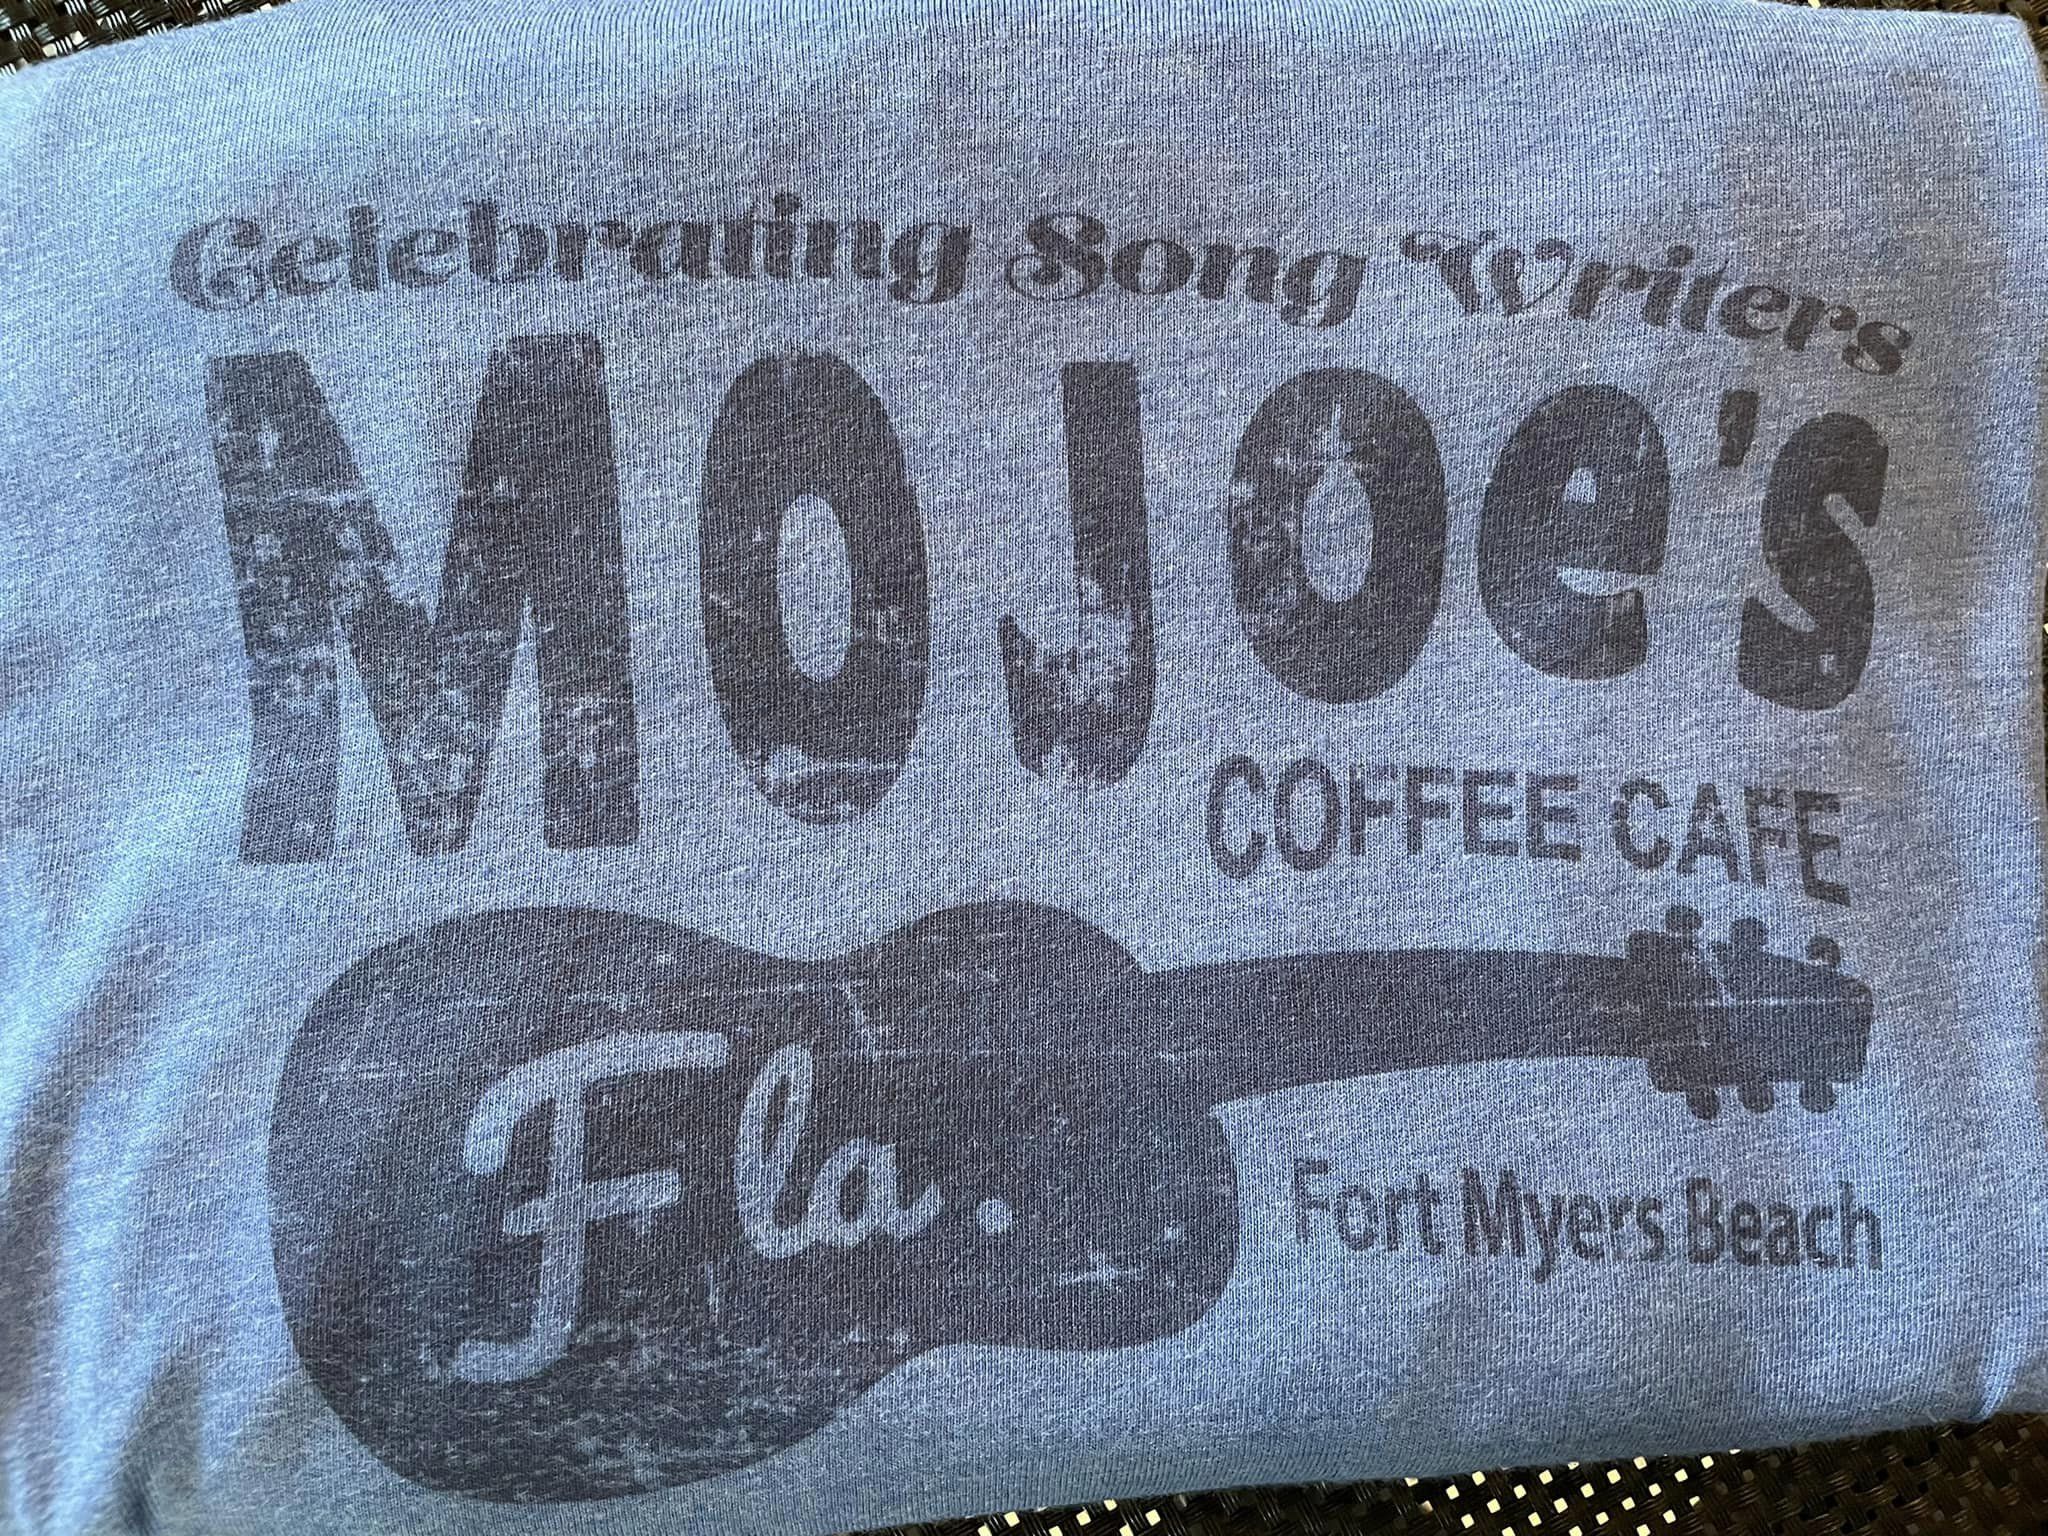 Celebrating Song Writers
MoJoe's
COFFEE CAFE
Fla.
Fort Myers Beach